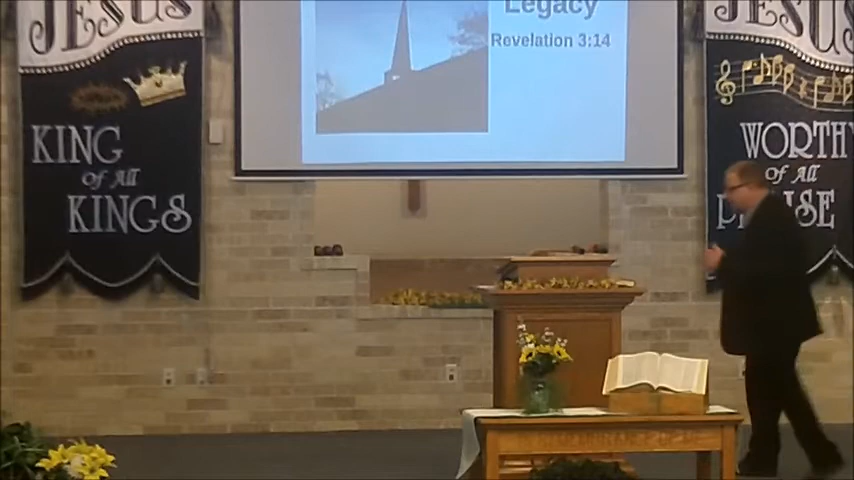 JESUS
KING
of all
KINGS
Legacy
Revelation 3:14
JESUS
WORTHY
of ALL
PRAISE